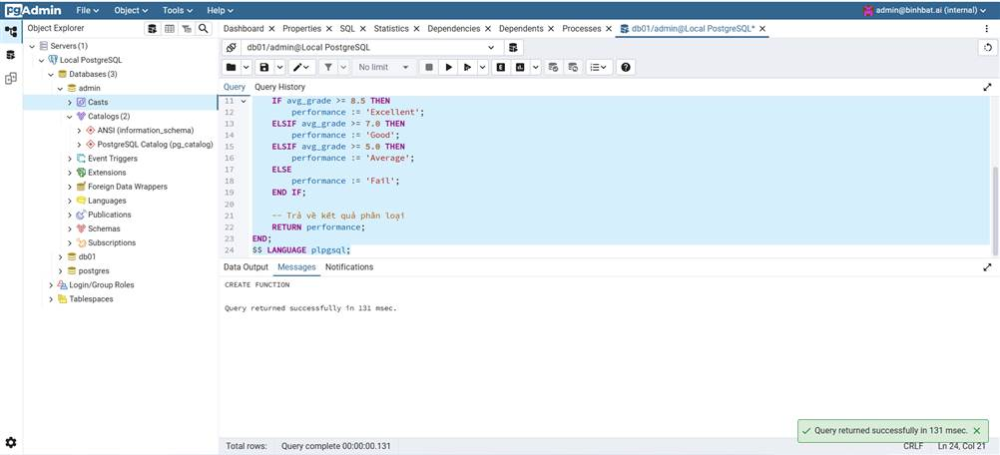 pgAdmin File Object Tools Help admin@binhbat.ai (internal)
Object Explorer
Dashboard Properties SQL Statistics Dependencies Dependents Processes db01/admin@Local PostgreSQL*
Servers (1)
Local PostgreSQL
Databases (3)
admin
Casts
Catalogs (2)
ANSI (information_schema)
PostgreSQL Catalog (pg_catalog)
Event Triggers
Extensions
Foreign Data Wrappers
Languages
Publications
Schemas
Subscriptions
db01
postgres
Login/Group Roles
Tablespaces
db01/admin@Local PostgreSQL
No limit
Query Query History
11 IF avg_grade >= 8.5 THEN
12 performance := 'Excellent';
13 ELSIF avg_grade >= 7.0 THEN
14 performance := 'Good';
15 ELSIF avg_grade >= 5.0 THEN
16 performance := 'Average';
17 ELSE
18 performance := 'Fail';
19 END IF;
20
21 -- Trả về kết quả phân loại
22 RETURN performance;
23 END;
24 $$ LANGUAGE plpgsql;
Data Output Messages Notifications
CREATE FUNCTION
Query returned successfully in 131 msec.
Query returned successfully in 131 msec.
Total rows: Query complete 00:00:00.131 CRLF Ln 24, Col 21